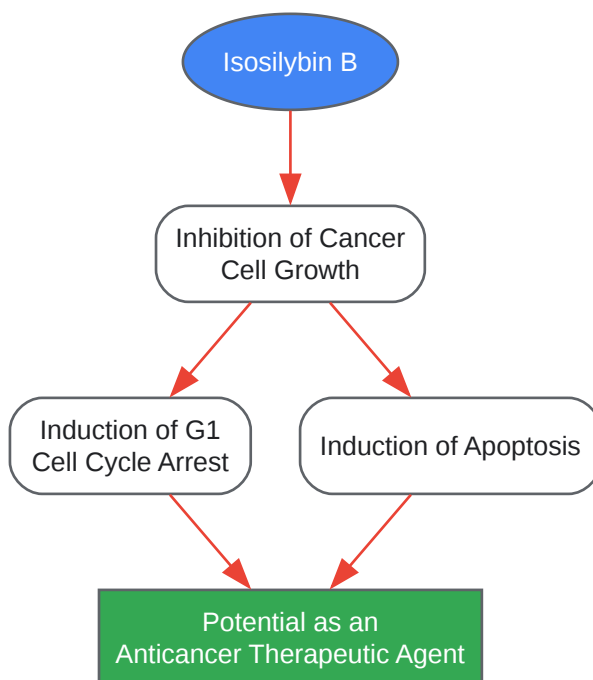 Isosilybin B
Inhibition of Cancer
Cell Growth
Induction of G1
Cell Cycle Arrest
Induction of Apoptosis
Potential as an
Anticancer Therapeutic Agent